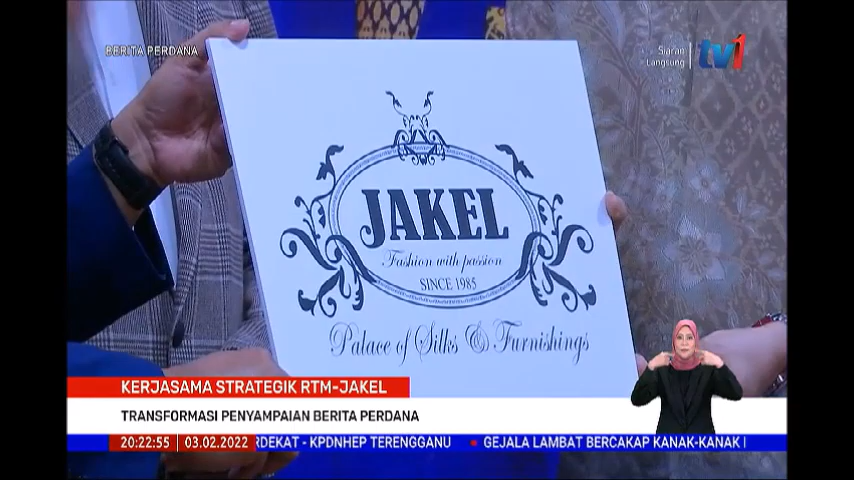 BERITA PERDANA
Siaran
Langsung
tv1
JAKEL
Fashion with passion
SINCE 1985
Palace of Silks & Furnishings
KERJASAMA STRATEGIK RTM-JAKEL
TRANSFORMASI PENYAMPAIAN BERITA PERDANA
20:22:55 03.02.2022 RDEKAT - KPDNHEP TERENGGANU • GEJALA LAMBAT BERCAKAP KANAK-KANAK